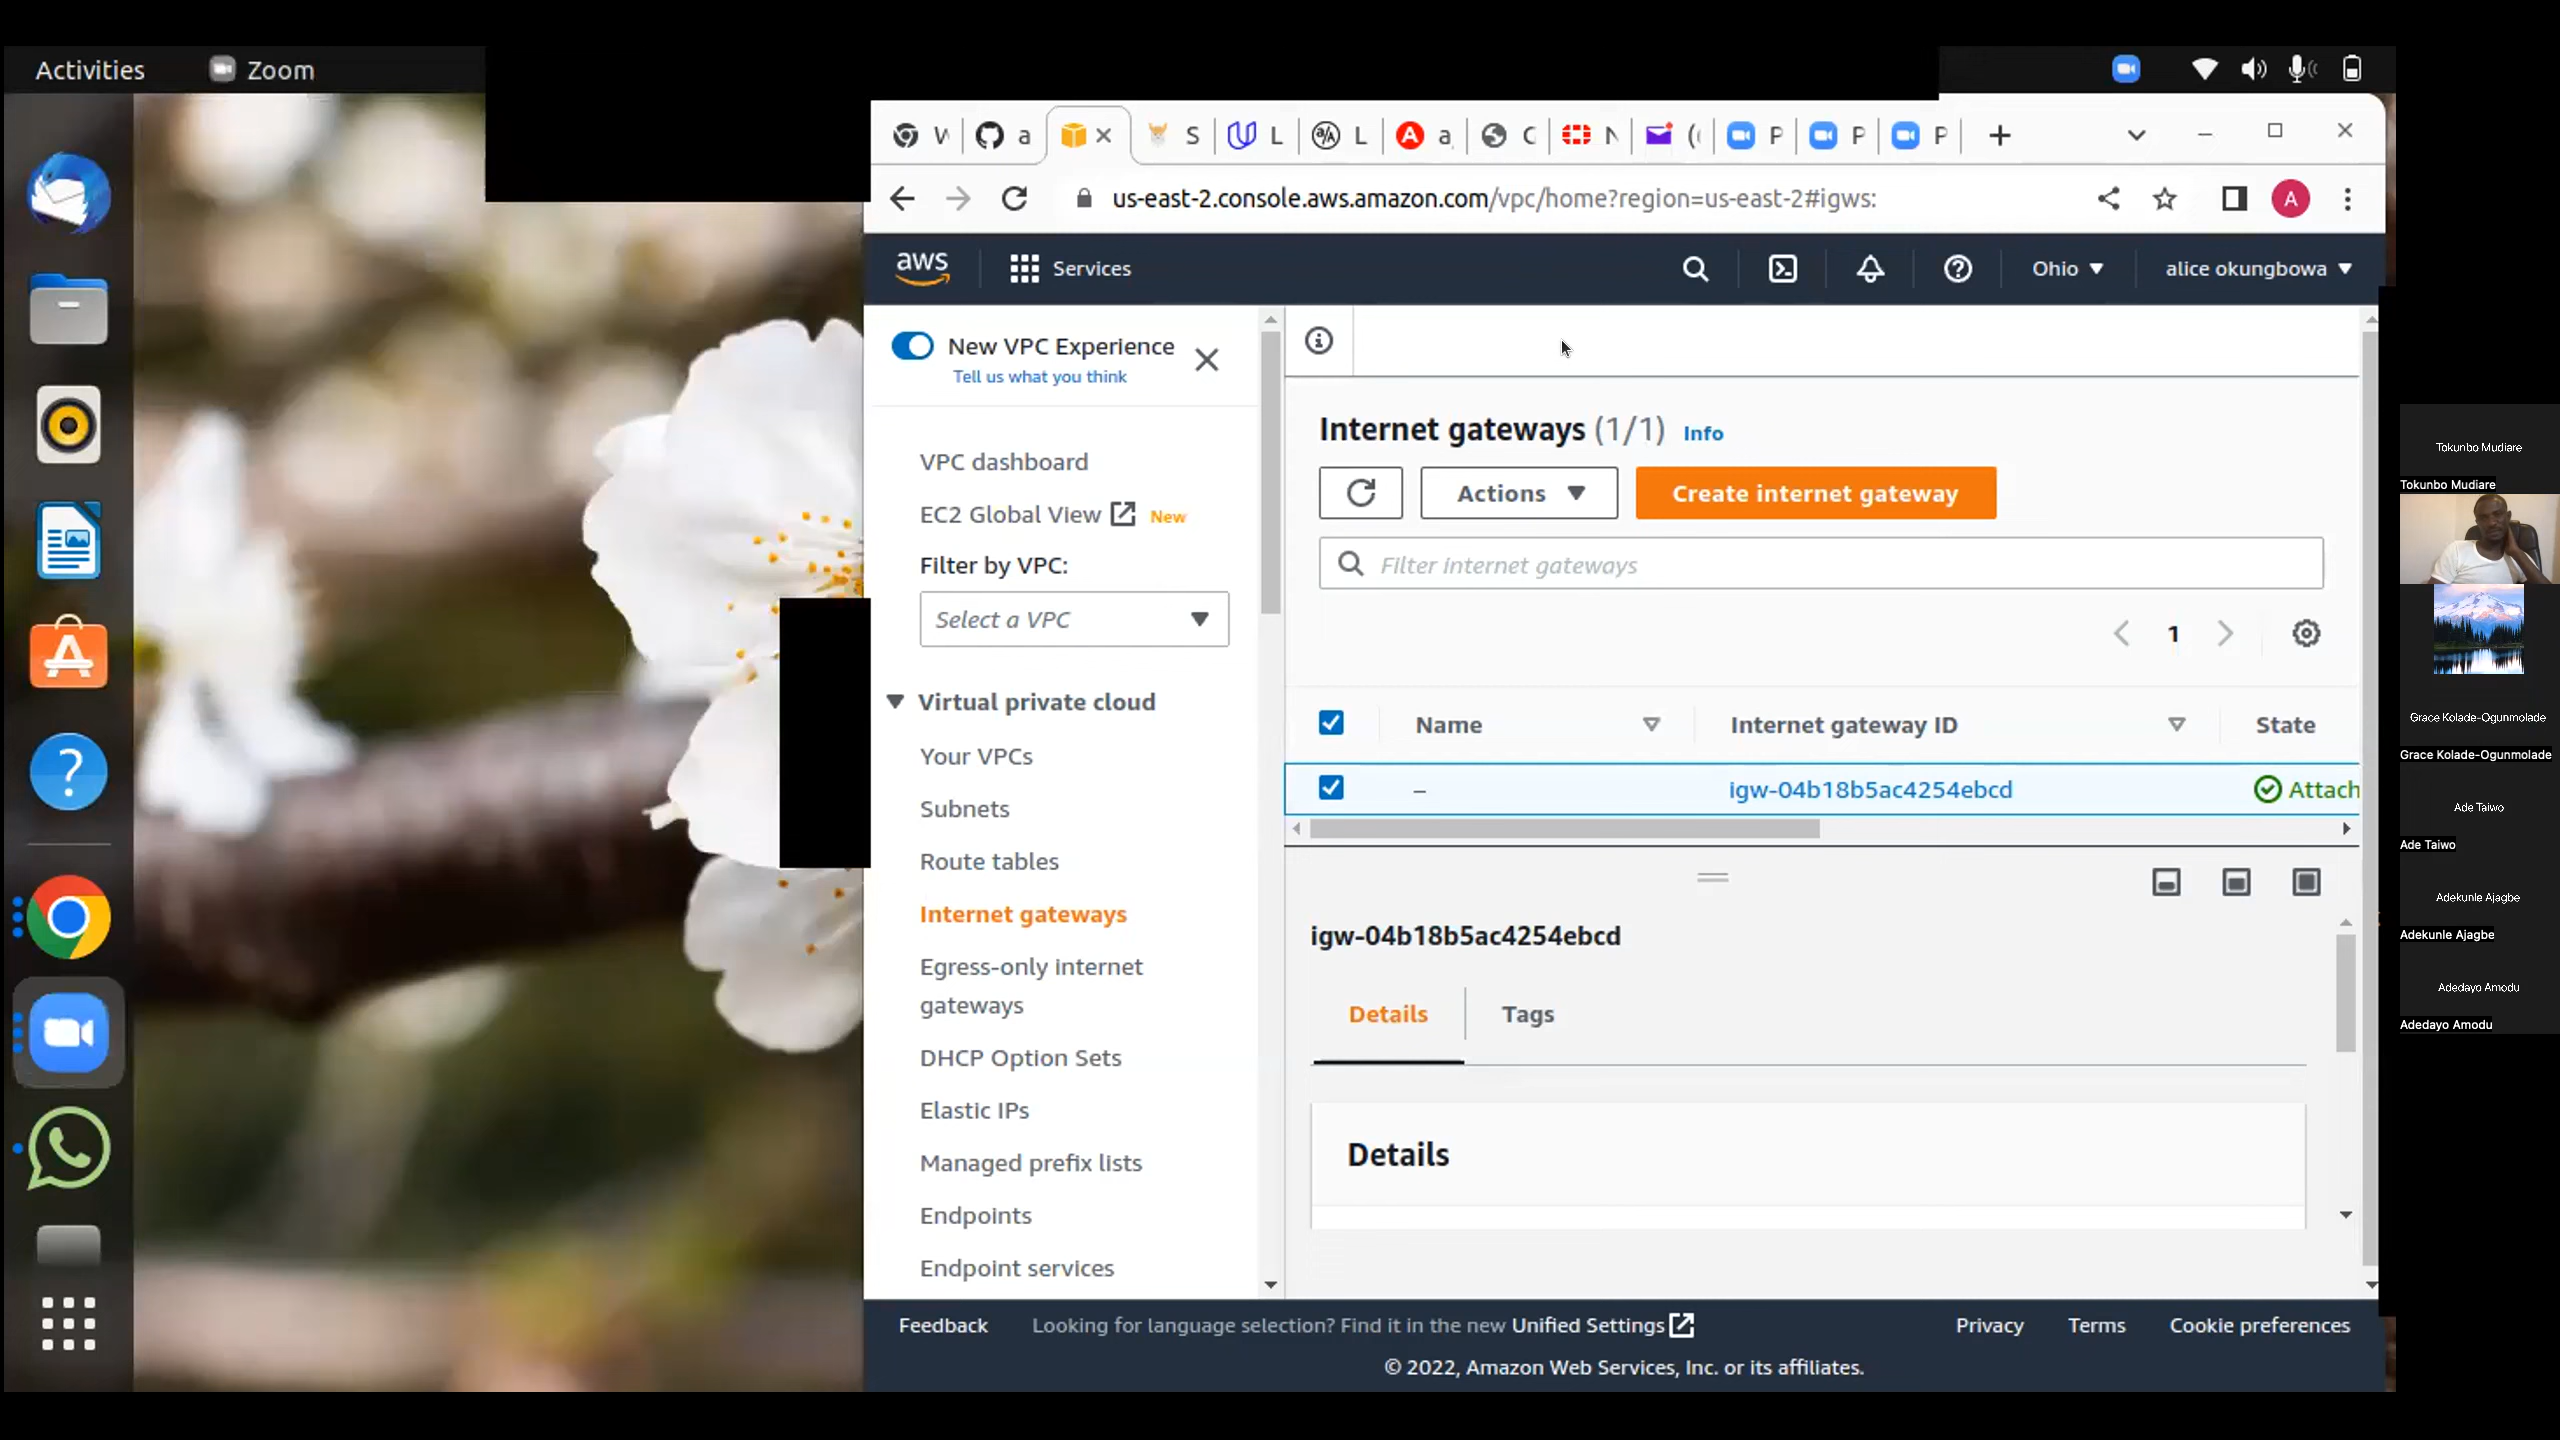 Activities
Zoom
W
a
S
L
L
a
C
N
(
P
P
P
us-east-2.console.aws.amazon.com/vpc/home?region=us-east-2#igws:
A
aws
Services
Ohio
alice okungbowa
New VPC Experience
Tell us what you think
VPC dashboard
EC2 Global View
New
Filter by VPC:
Select a VPC
Virtual private cloud
Your VPCs
Subnets
Route tables
Internet gateways
Egress-only internet
gateways
DHCP Option Sets
Elastic IPs
Managed prefix lists
Endpoints
Endpoint services
Internet gateways (1/1) Info
Actions
Create internet gateway
Filter internet gateways
1
Name
Internet gateway ID
State
–
igw-04b18b5ac4254ebcd
Attach
igw-04b18b5ac4254ebcd
Details
Tags
Details
Feedback
Looking for language selection? Find it in the new Unified Settings
Privacy
Terms
Cookie preferences
© 2022, Amazon Web Services, Inc. or its affiliates.
Tokunbo Mudiare
Tokunbo Mudiare
Grace Kolade-Ogunmolade
Grace Kolade-Ogunmolade
Ade Taiwo
Ade Taiwo
Adekunle Ajagbe
Adekunle Ajagbe
Adedayo Amodu
Adedayo Amodu